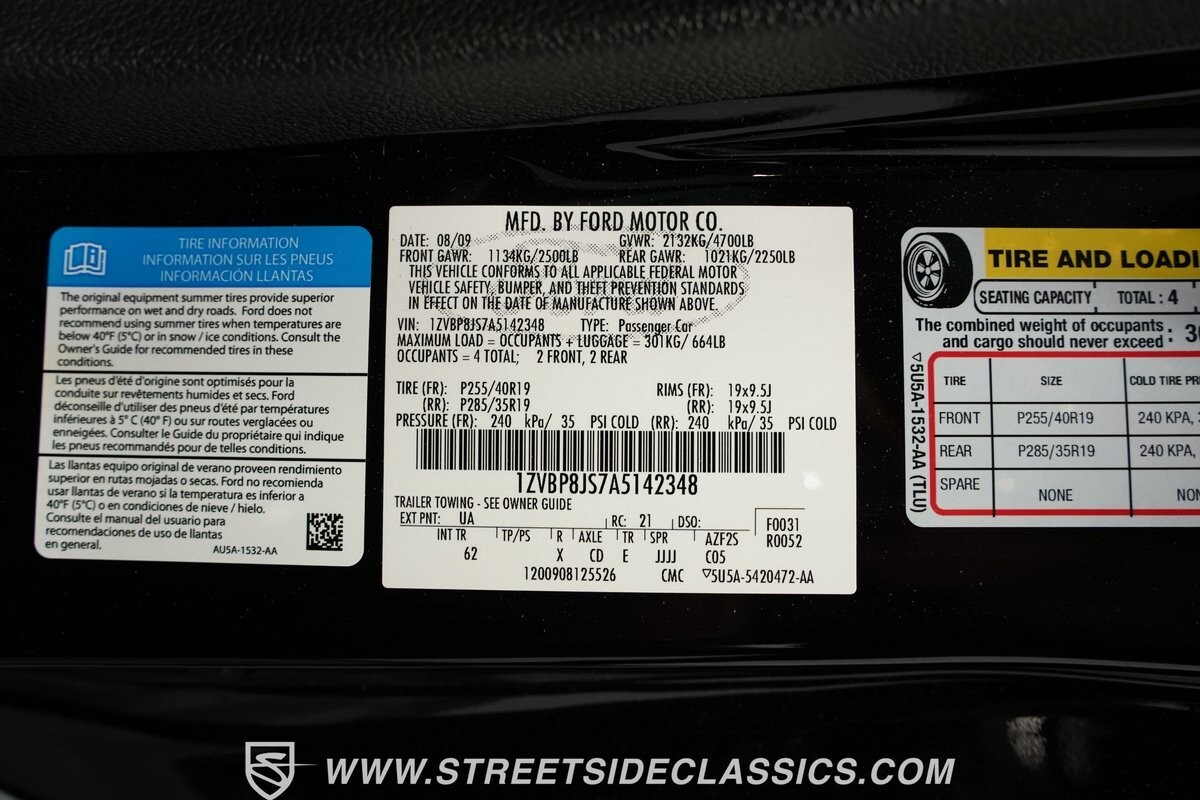 TIRE INFORMATION
INFORMATION SUR LES PNEUS
INFORMACIÓN LLANTAS
The original equipment summer tires provide superior
performance on wet and dry roads. Ford does not
recommend using summer tires when temperatures are
below 40°F (5°C) or in snow / ice conditions. Consult the
Owner's Guide for recommended tires in these
conditions.
Les pneus d'été d'origine sont optimisés pour la
conduite sur revêtements humides et secs. Ford
déconseille d'utiliser des pneus d'été par températures
inférieures à 5° C (40° F) ou sur routes verglacées ou
enneigées. Consulter le Guide du propriétaire qui indique
les pneus recommandés pour de telles conditions.
Las llantas equipo original de verano proveen rendimiento
superior en rutas mojadas o secas. Ford no recomienda
usar llantas de verano si la temperatura es inferior a
40°F (5°C) o en condiciones de nieve / hielo.
Consulte el manual del usuario para
recomendaciones de uso de llantas
en general.
AU5A-1532-AA
MFD. BY FORD MOTOR CO.
DATE: 08/09 GVWR: 2132KG/4700LB
FRONT GAWR: 1134KG/2500LB REAR GAWR: 1021KG/2250LB
THIS VEHICLE CONFORMS TO ALL APPLICABLE FEDERAL MOTOR
VEHICLE SAFETY, BUMPER, AND THEFT PREVENTION STANDARDS
IN EFFECT ON THE DATE OF MANUFACTURE SHOWN ABOVE.
VIN: 1ZVBP8JS7A5142348 TYPE: Passenger Car
MAXIMUM LOAD = OCCUPANTS + LUGGAGE = 301KG/ 664LB
OCCUPANTS = 4 TOTAL; 2 FRONT, 2 REAR
TIRE (FR): P255/40R19 RIMS (FR): 19x9.5J
(RR): P285/35R19 (RR): 19x9.5J
PRESSURE (FR): 240 kPa/ 35 PSI COLD (RR): 240 kPa/ 35 PSI COLD
1ZVBP8JS7A5142348
TRAILER TOWING - SEE OWNER GUIDE
EXT PNT: UA RC: 21 DSO: F0031
R0052
INT TR TP/PS R AXLE TR SPR AZF2S
62 X CD E JJJJ C05
1200908125526 CMC ▽5U5A-5420472-AA
TIRE AND LOADI
SEATING CAPACITY TOTAL: 4
The combined weight of occupants
and cargo should never exceed :
▽5U5A-1532-AA (TLU)
TIRE SIZE COLD TIRE PR
FRONT P255/40R19 240 KPA,
REAR P285/35R19 240 KPA,
SPARE NONE NON
WWW.STREETSIDECLASSICS.COM